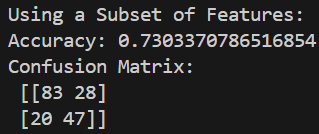 Using a Subset of Features:
Accuracy: 0.7303370786516854
Confusion Matrix:
 [[83 28]
 [20 47]]